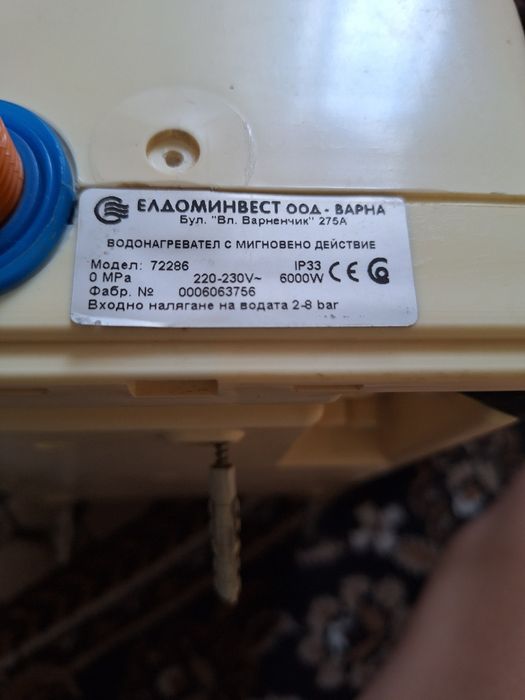 ЕЛДОМИНВЕСТ ООД - ВАРНА
Бул. "Вл. Варненчик" 275А
ВОДОНАГРЕВАТЕЛ С МИГНОВЕНО ДЕЙСТВИЕ
Модел: 72286 IP33
0 MPa 220-230V~ 6000W CE
Фабр. № 0006063756
Входно налягане на водата 2-8 bar